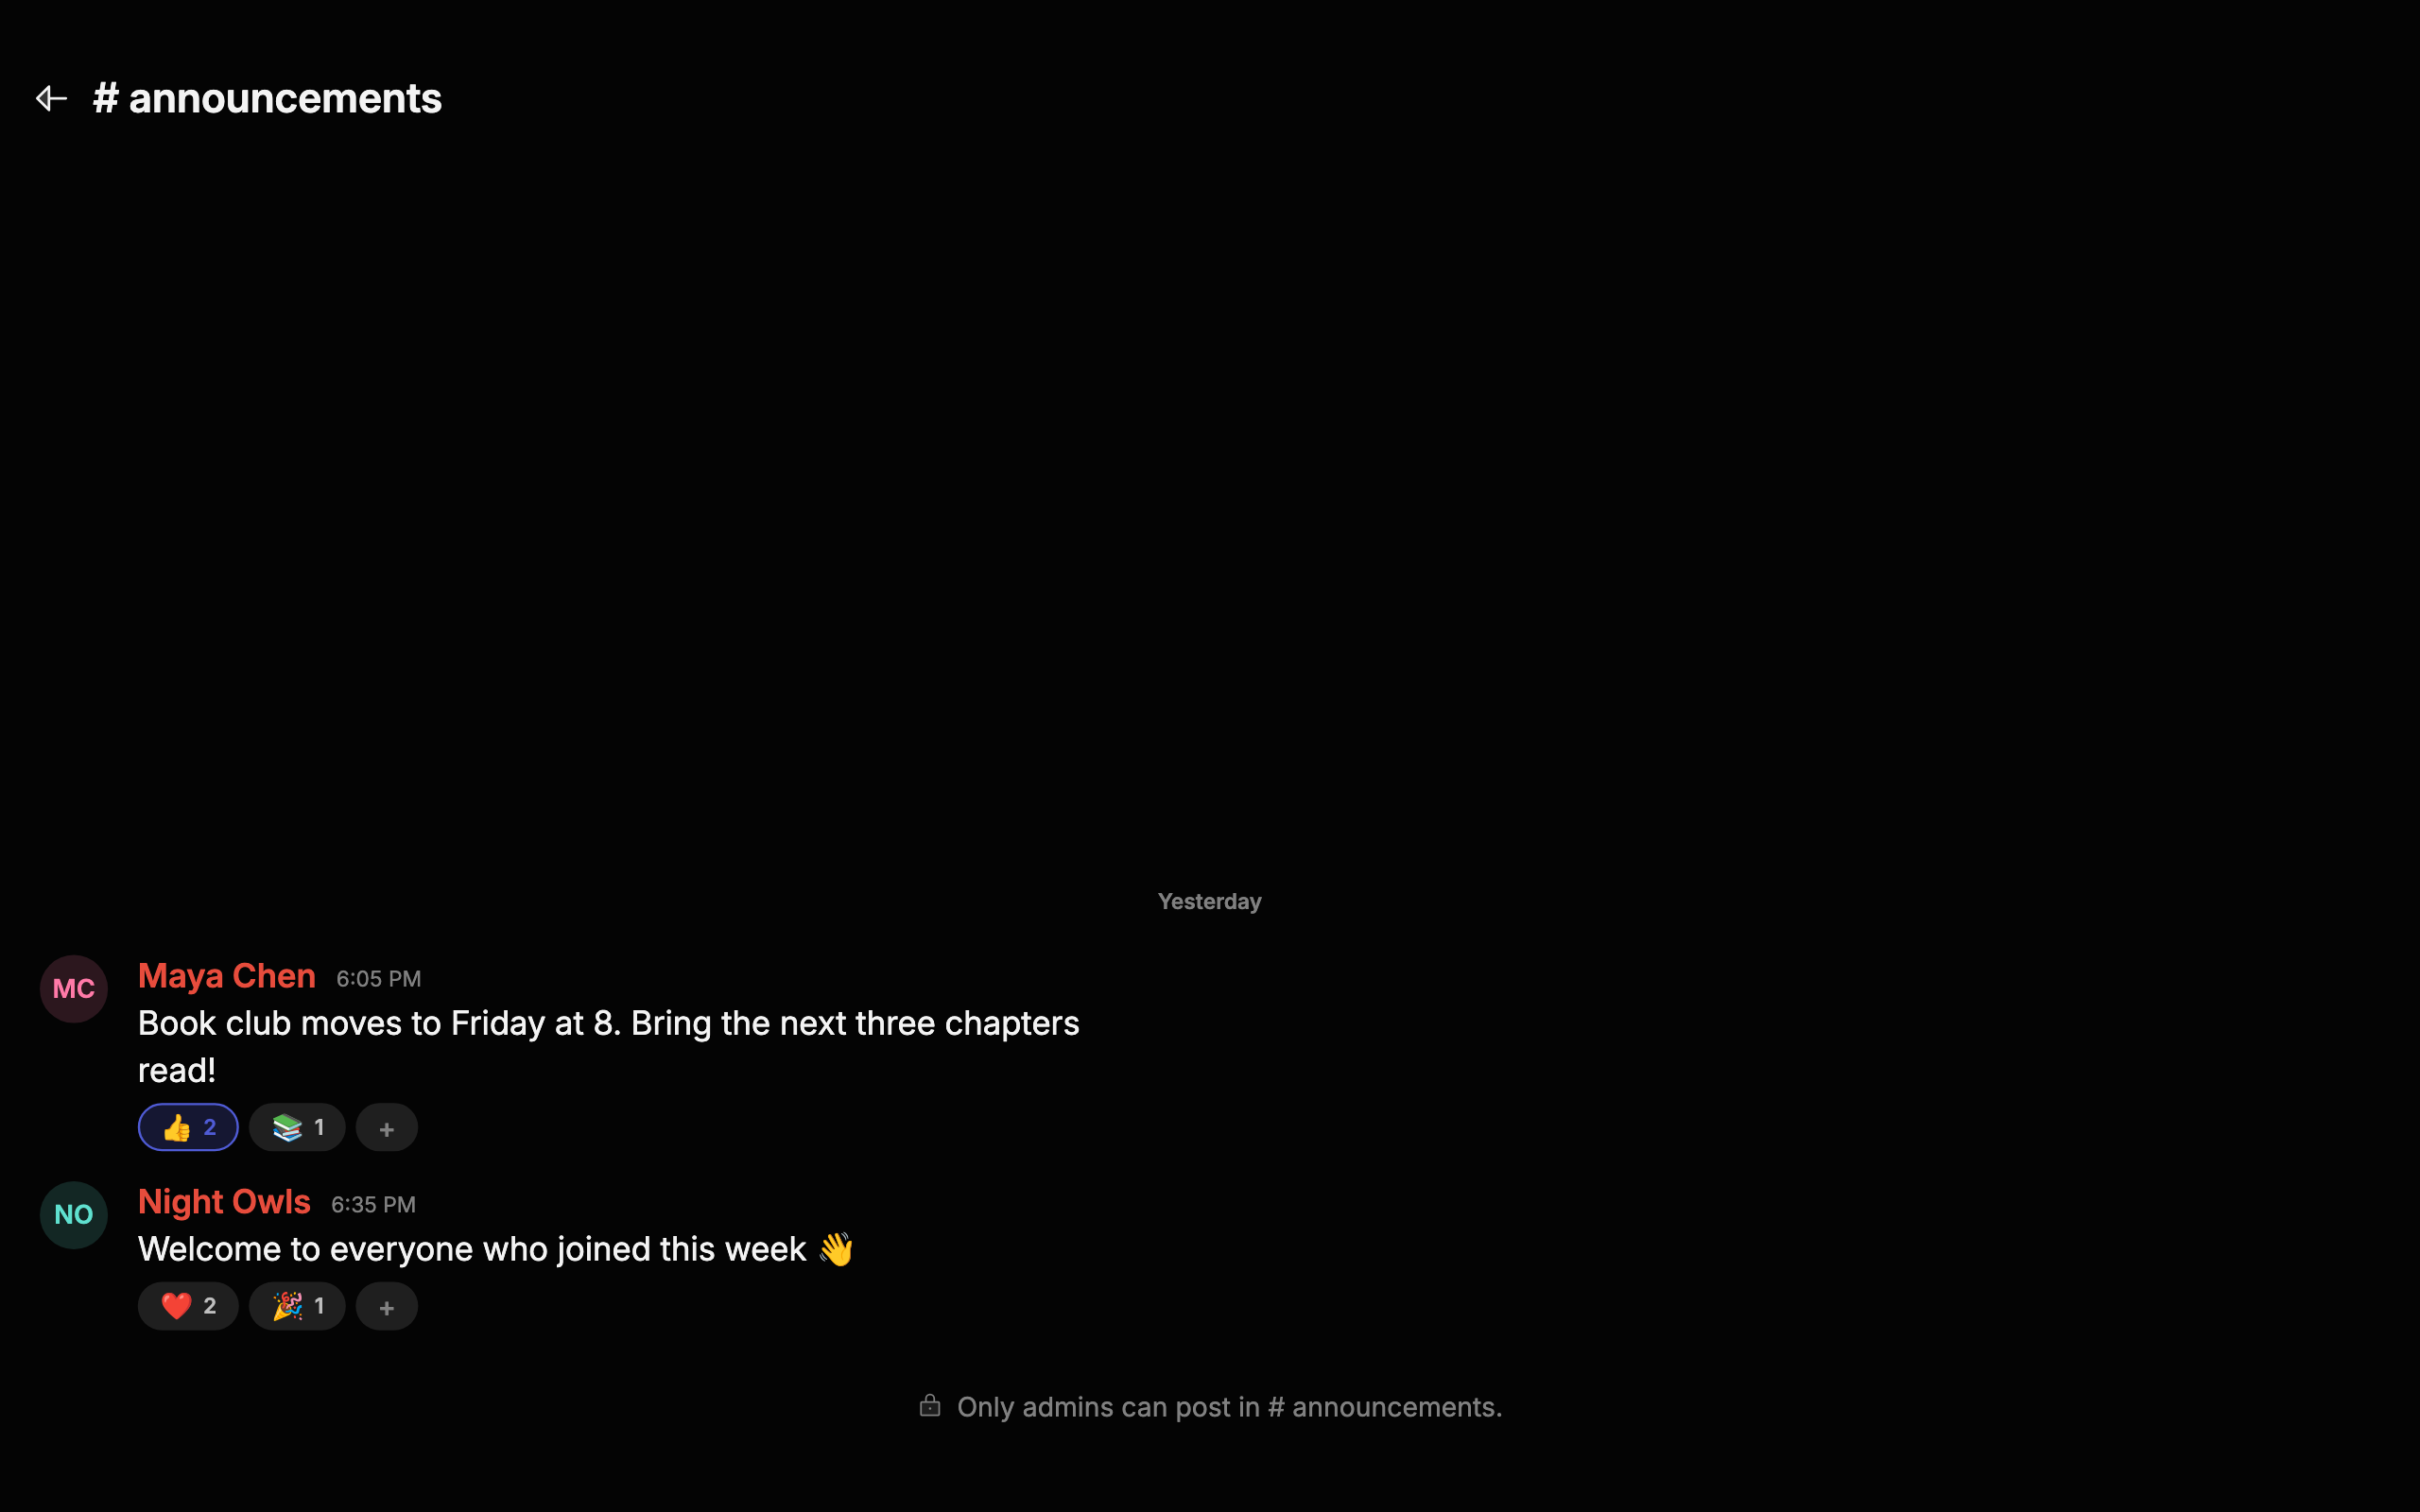 # announcements
Yesterday
MC
Maya Chen 6:05 PM
Book club moves to Friday at 8. Bring the next three chapters
read!
👍 2 📚 1 +
NO
Night Owls 6:35 PM
Welcome to everyone who joined this week 👋
❤️ 2 🎉 1 +
Only admins can post in # announcements.